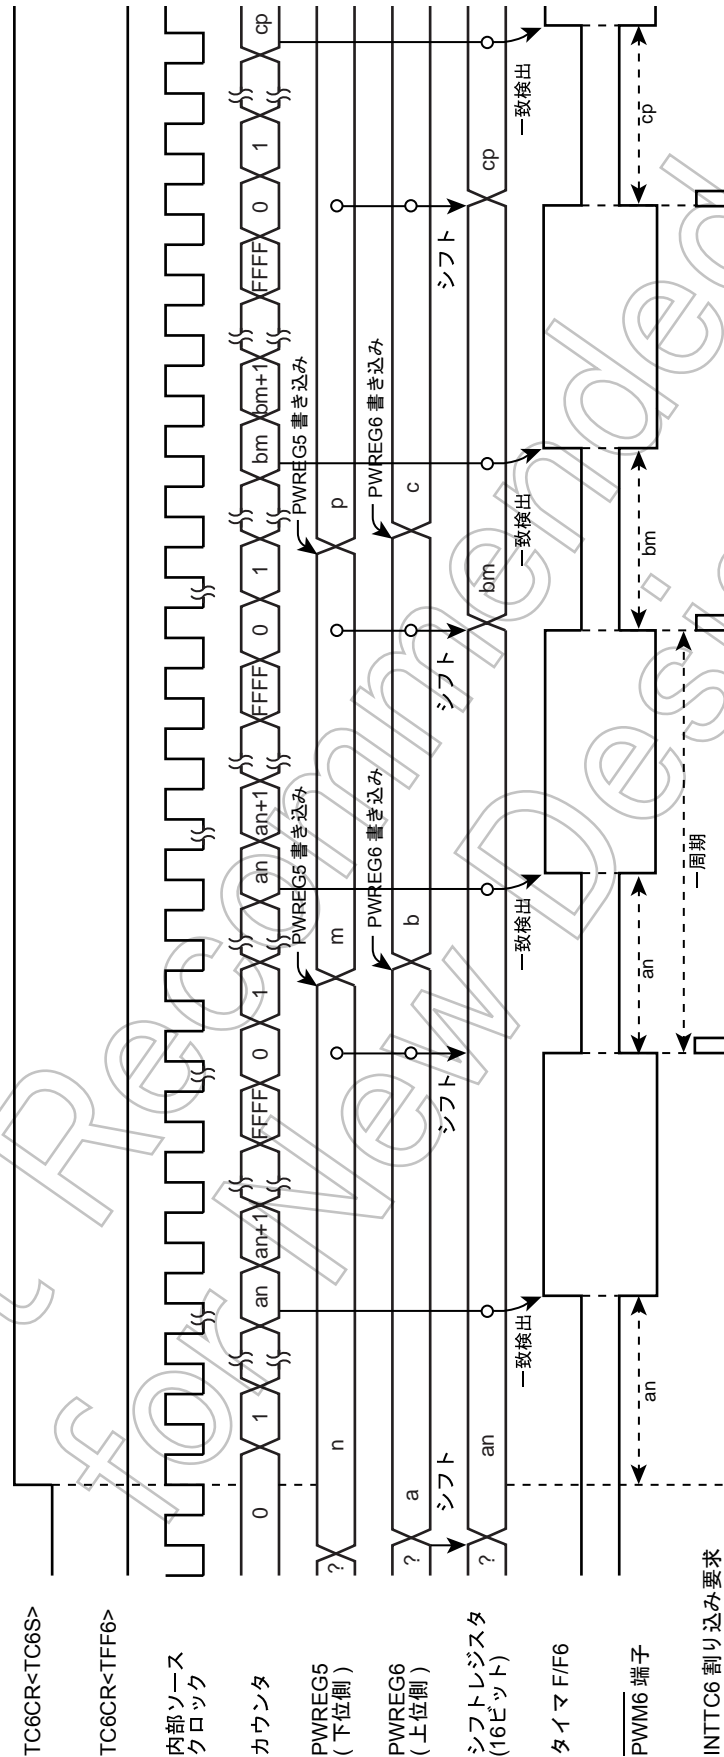 TC6CR<TC6S>
TC6CR<TFF6>
内部ソース
クロック
カウンタ
0 1 an an+1 FFFF 0 1 an an+1 FFFF 0 1 bm bm+1 FFFF 0 1 cp
PWREG5
( 下位側 )
? n m p
PWREG5 書き込み
PWREG5 書き込み
PWREG6
( 上位側 )
? a b c
PWREG6 書き込み
PWREG6 書き込み
シフト シフト シフト シフト
シフトレジスタ
(16ビット)
? an bm cp
一致検出 一致検出 一致検出 一致検出
タイマ F/F6
PWM6 端子
an an bm cp
一周期
INTTC6 割り込み要求
Not Recommended
for New Design